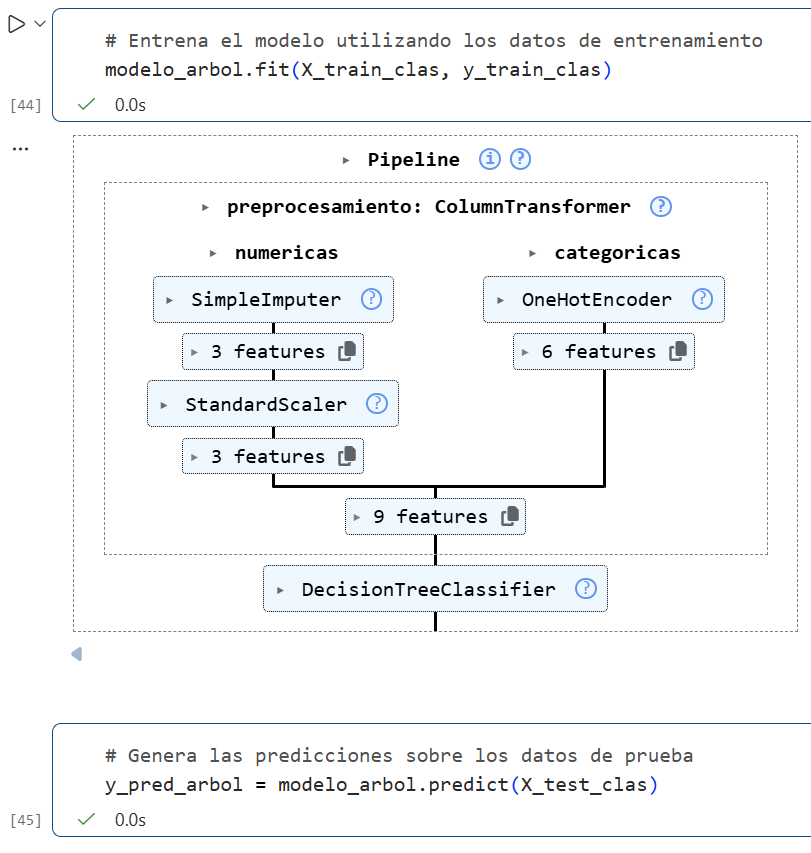 # Entrena el modelo utilizando los datos de entrenamiento
modelo_arbol.fit(X_train_clas, y_train_clas)
[44]
0.0s
...
Pipeline i ?
preprocesamiento: ColumnTransformer ?
numericas
categoricas
SimpleImputer ?
OneHotEncoder ?
3 features
6 features
StandardScaler ?
3 features
9 features
DecisionTreeClassifier ?
# Genera las predicciones sobre los datos de prueba
y_pred_arbol = modelo_arbol.predict(X_test_clas)
[45]
0.0s